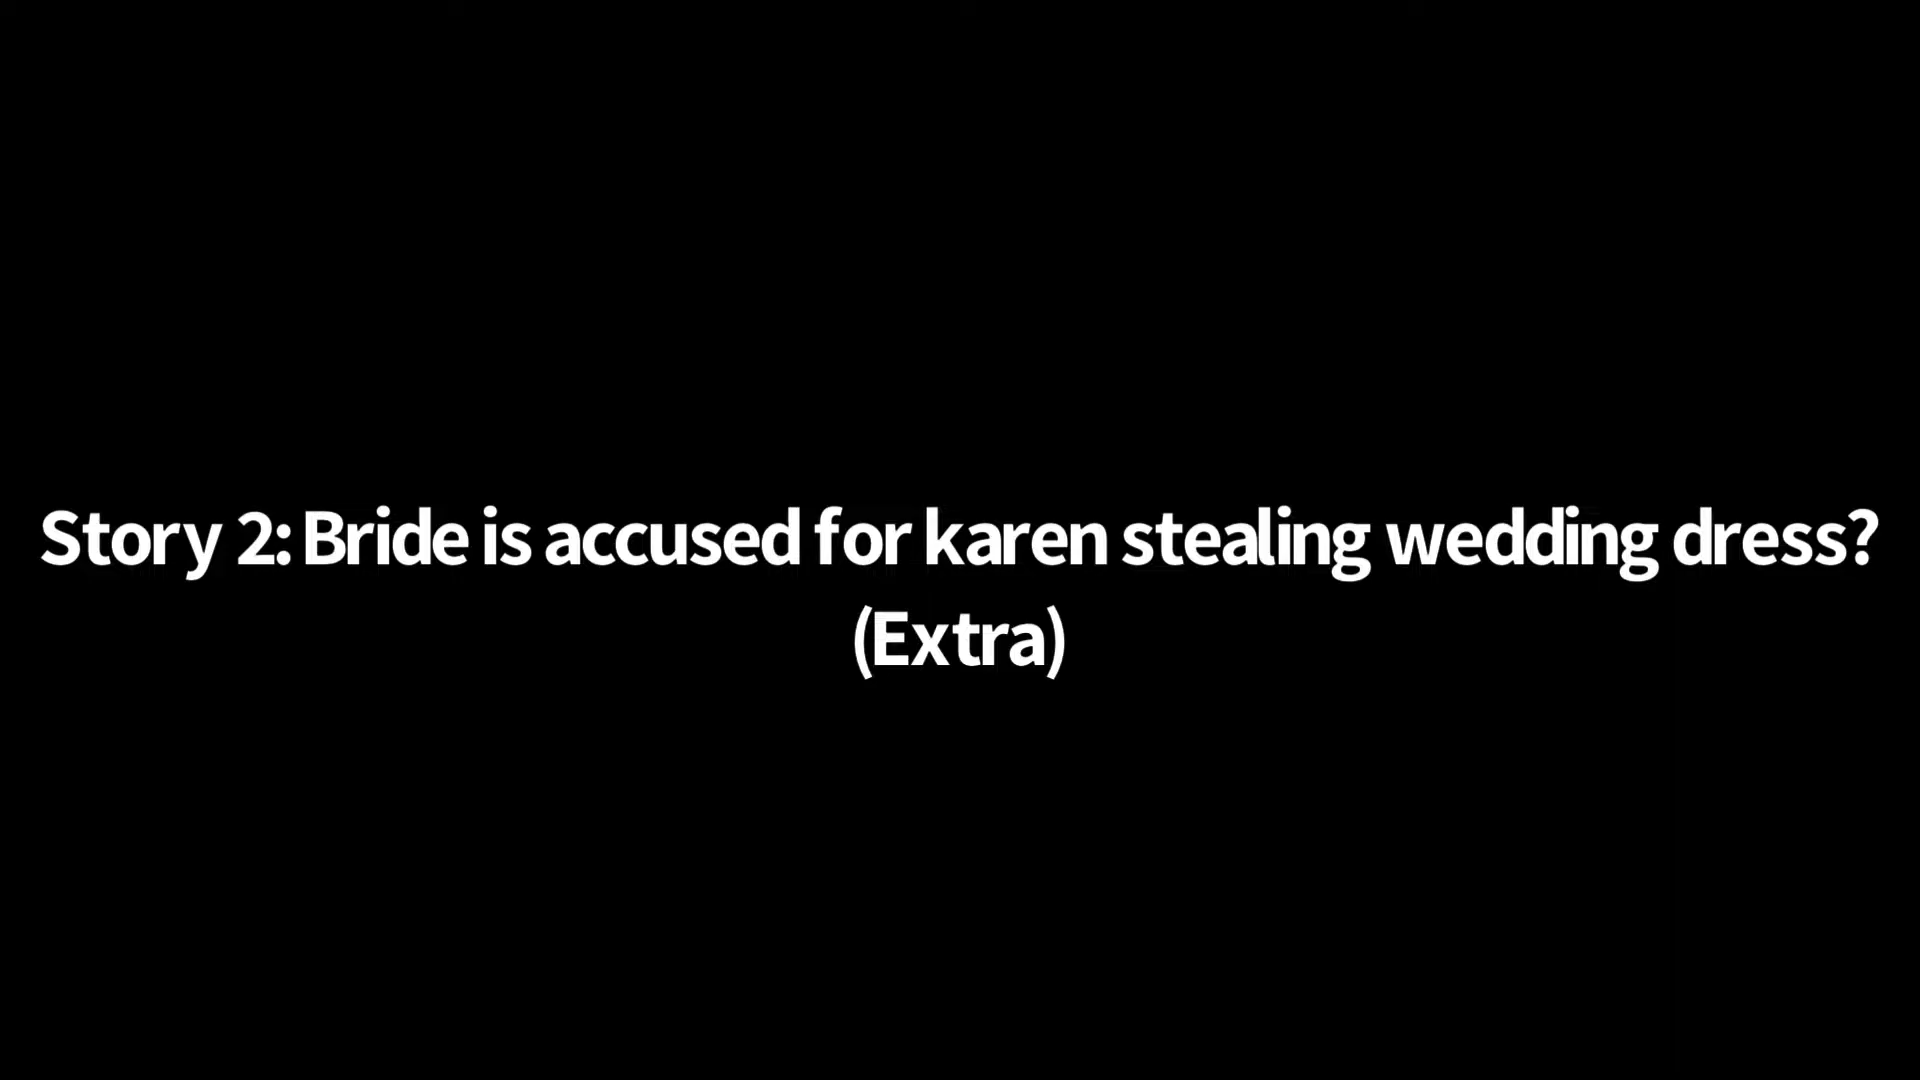 Story 2: Bride is accused for karen stealing wedding dress?
(Extra)